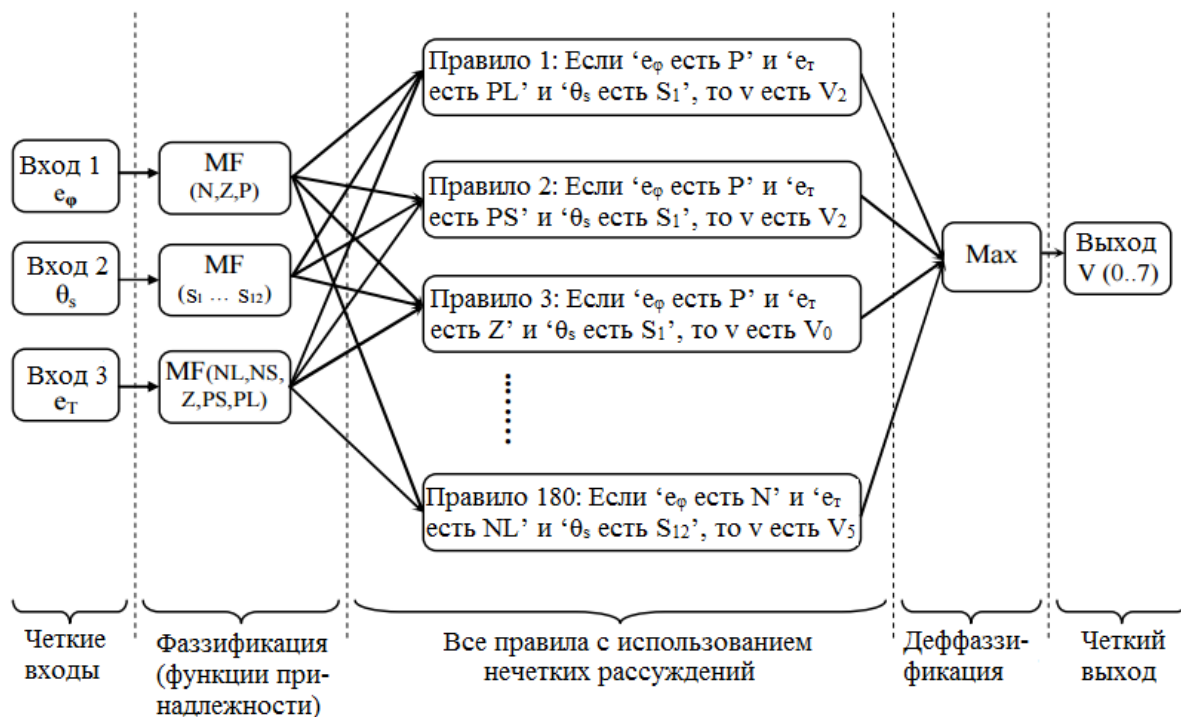 Вход 1
eφ
Вход 2
θs
Вход 3
eT
MF
(N,Z,P)
MF
(S1 … S12)
MF(NL,NS,
Z,PS,PL)
Правило 1: Если ‘eφ есть P’ и ‘eт
есть PL’ и ‘θs есть S1’, то v есть V2
Правило 2: Если ‘eφ есть P’ и ‘eт
есть PS’ и ‘θs есть S1’, то v есть V2
Правило 3: Если ‘eφ есть P’ и ‘eт
есть Z’ и ‘θs есть S1’, то v есть V0
Правило 180: Если ‘eφ есть N’ и ‘eт
есть NL’ и ‘θs есть S12’, то v есть V5
Max
Выход
V (0..7)
Четкие
входы
Фаззификация
(функции при-
надлежности)
Все правила с использованием
нечетких рассуждений
Деффаззи-
фикация
Четкий
выход